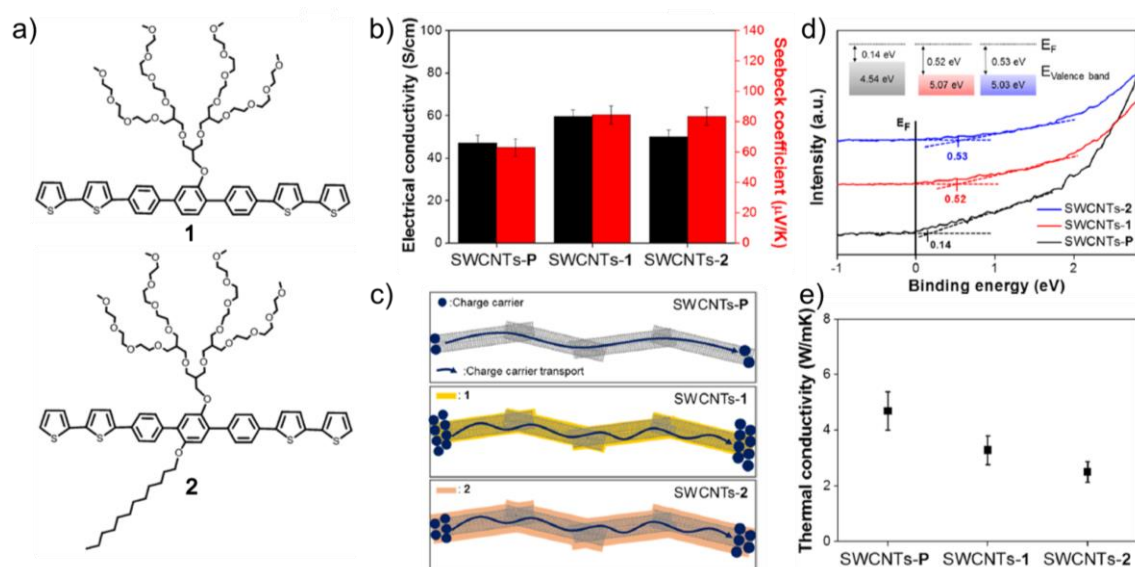 a)
1
2
b)
Electrical conductivity (S/cm)
100
80
60
40
20
0
Seebeck coefficient (μV/K)
140
120
100
80
60
40
20
0
SWCNTs-P SWCNTs-1 SWCNTs-2
c)
:Charge carrier
SWCNTs-P
:Charge carrier transport
: 1
SWCNTs-1
: 2
SWCNTs-2
d)
Intensity (a.u.)
0.14 eV
4.54 eV
0.52 eV
5.07 eV
0.53 eV
5.03 eV
EF
EValence band
EF
0.53
0.52
0.14
SWCNTs-2
SWCNTs-1
SWCNTs-P
-1 0 1 2
Binding energy (eV)
e)
Thermal conductivity (W/mK)
8
6
4
2
0
SWCNTs-P SWCNTs-1 SWCNTs-2